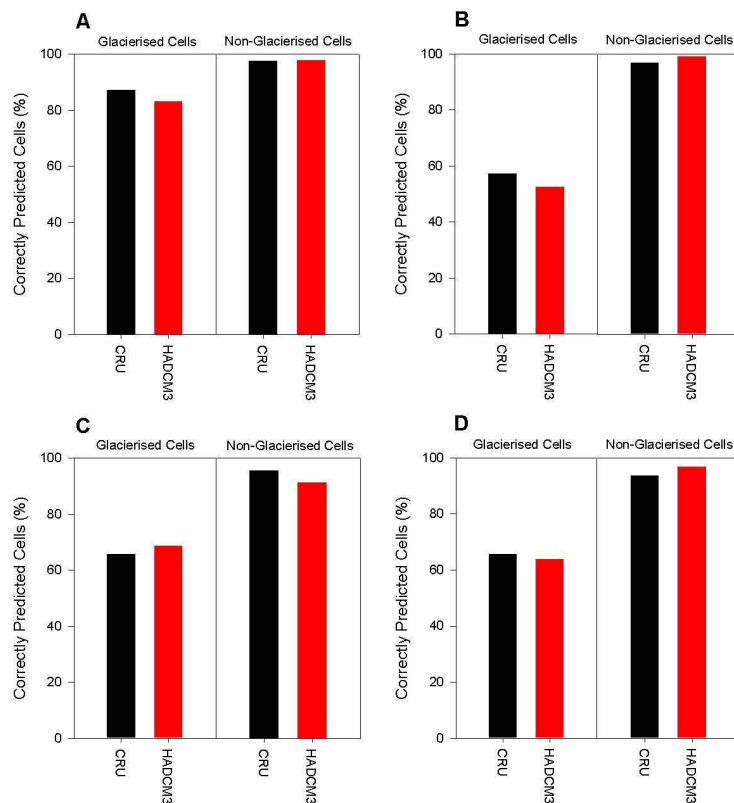 A
Glacierised Cells Non-Glacierised Cells
Correctly Predicted Cells (%)
100
80
60
40
20
0
CRU
HADCM3
CRU
HADCM3
B
Glacierised Cells Non-Glacierised Cells
Correctly Predicted Cells (%)
100
80
60
40
20
0
CRU
HADCM3
CRU
HADCM3
C
Glacierised Cells Non-Glacierised Cells
Correctly Predicted Cells (%)
100
80
60
40
20
0
CRU
HADCM3
CRU
HADCM3
D
Glacierised Cells Non-Glacierised Cells
Correctly Predicted Cells (%)
100
80
60
40
20
0
CRU
HADCM3
CRU
HADCM3